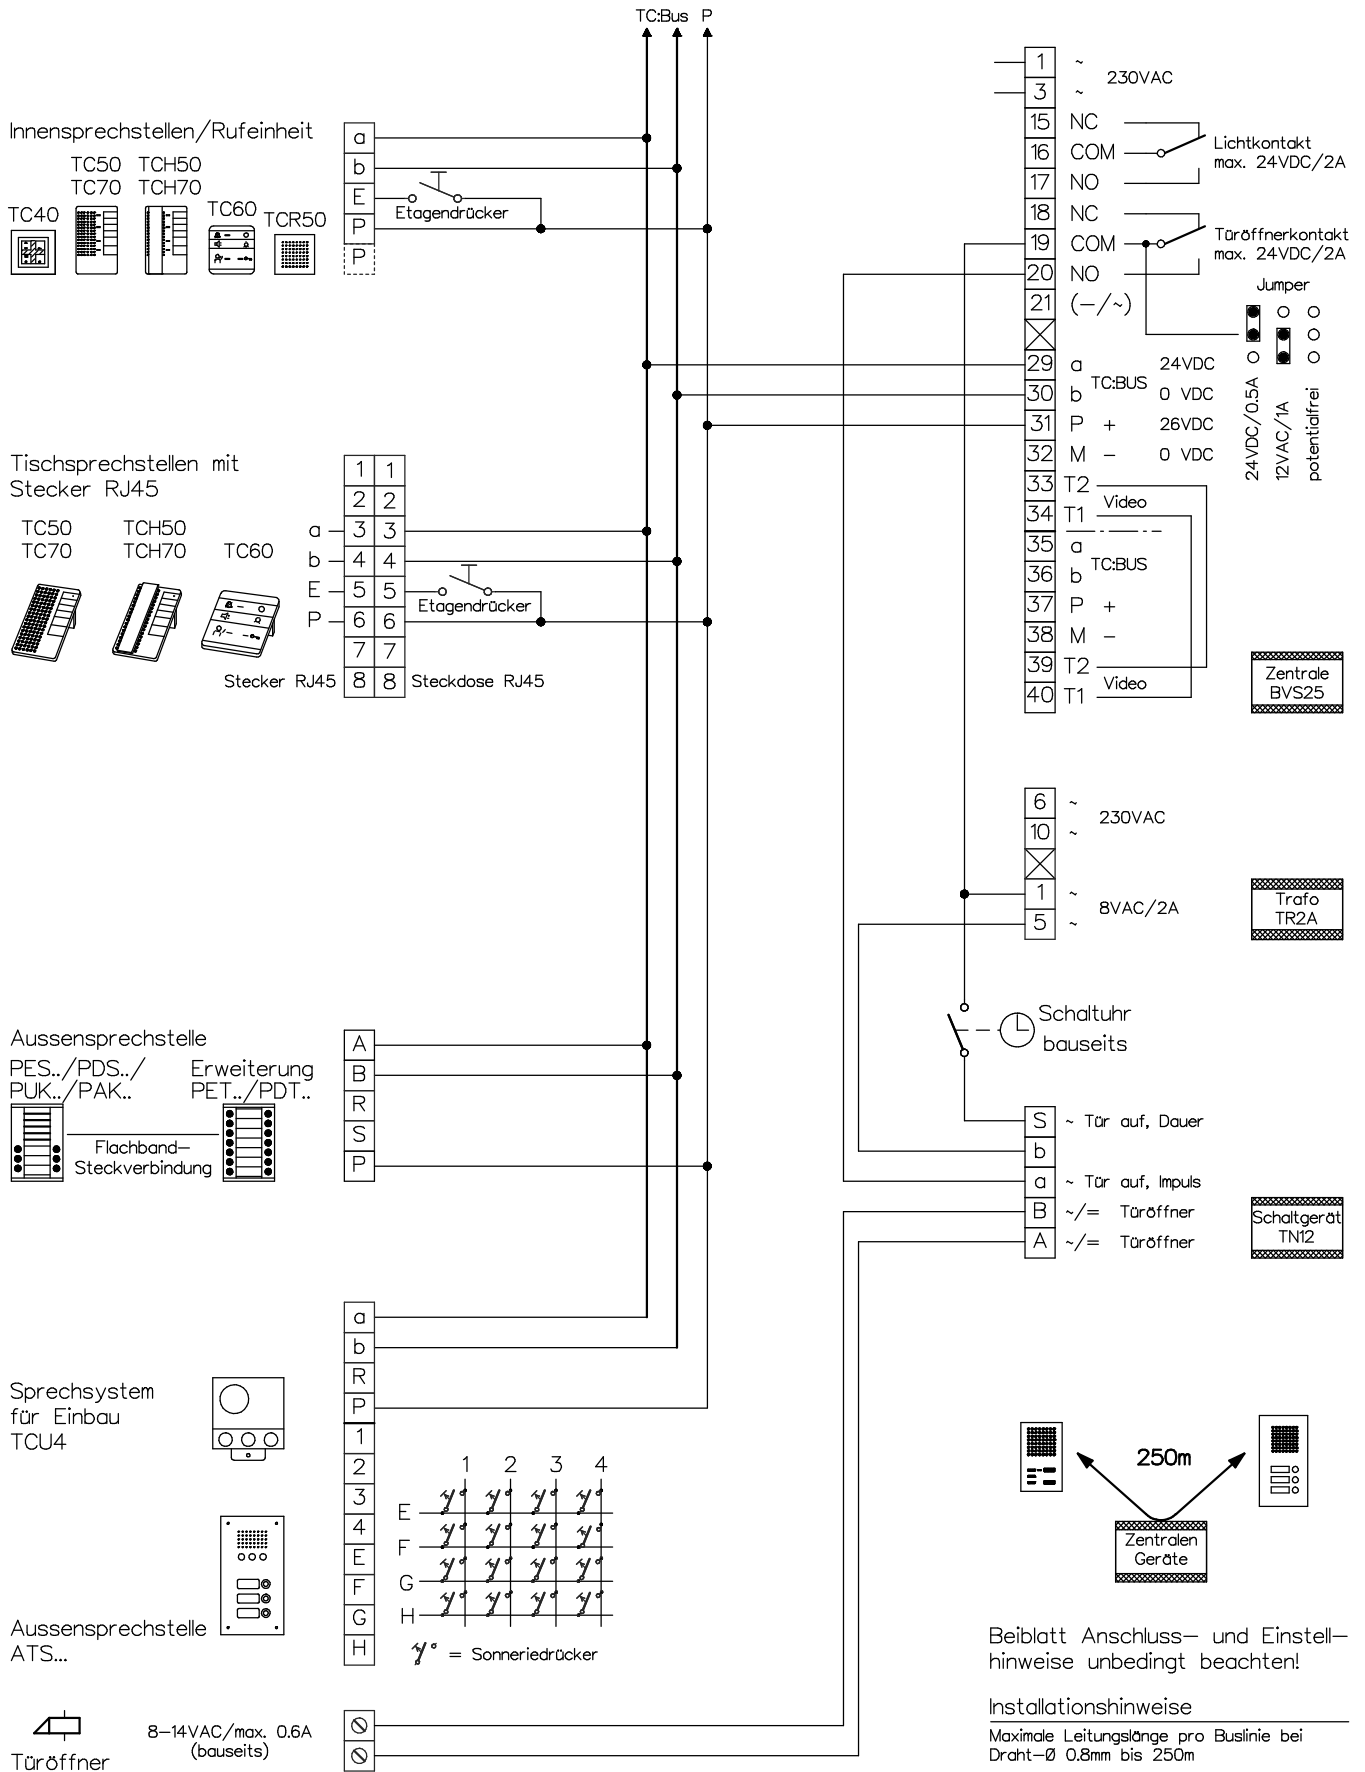 TC:Bus P
Innensprechstellen/Rufeinheit
TC50 TCH50
TC70 TCH70
TC40
TC60
TCR50
a
b
E
P
P
Etagendrücker
Tischsprechstellen mit
Stecker RJ45
TC50 TCH50
TC70 TCH70 TC60
1 1
2 2
a 3 3
b 4 4
E 5 5
P 6 6
7 7
8 8
Etagendrücker
Stecker RJ45
Steckdose RJ45
Aussensprechstelle
PES../PDS../
PUK../PAK..
Erweiterung
PET../PDT..
Flachband-
Steckverbindung
A
B
R
S
P
Sprechsystem
für Einbau
TCU4
a
b
R
P
1
2
3
4
E
F
G
H
1 2 3 4
E
F
G
H
= Sonneriedrücker
Aussensprechstelle
ATS...
Türöffner
8-14VAC/max. 0.6A
(bauseits)
1 ~
3 ~
230VAC
15 NC
16 COM
17 NO
Lichtkontakt
max. 24VDC/2A
18 NC
19 COM
20 NO
Türöffnerkontakt
max. 24VDC/2A
21 (-/~)
Jumper
24VDC/0.5A
12VAC/1A
potentialfrei
29 a 24VDC
30 b 0 VDC
TC:BUS
31 P + 26VDC
32 M - 0 VDC
33 T2
34 T1
Video
35 a
36 b
TC:BUS
37 P +
38 M -
39 T2
40 T1
Video
Zentrale
BVS25
6 ~
10 ~
230VAC
1 ~
5 ~
8VAC/2A
Trafo
TR2A
Schaltuhr
bauseits
S ~ Tür auf, Dauer
b
a ~ Tür auf, Impuls
B ~/= Türöffner
A ~/= Türöffner
Schaltgerät
TN12
250m
Zentralen
Geräte
Beiblatt Anschluss- und Einstell-
hinweise unbedingt beachten!
Installationshinweise
Maximale Leitungslänge pro Buslinie bei
Draht-Ø 0.8mm bis 250m